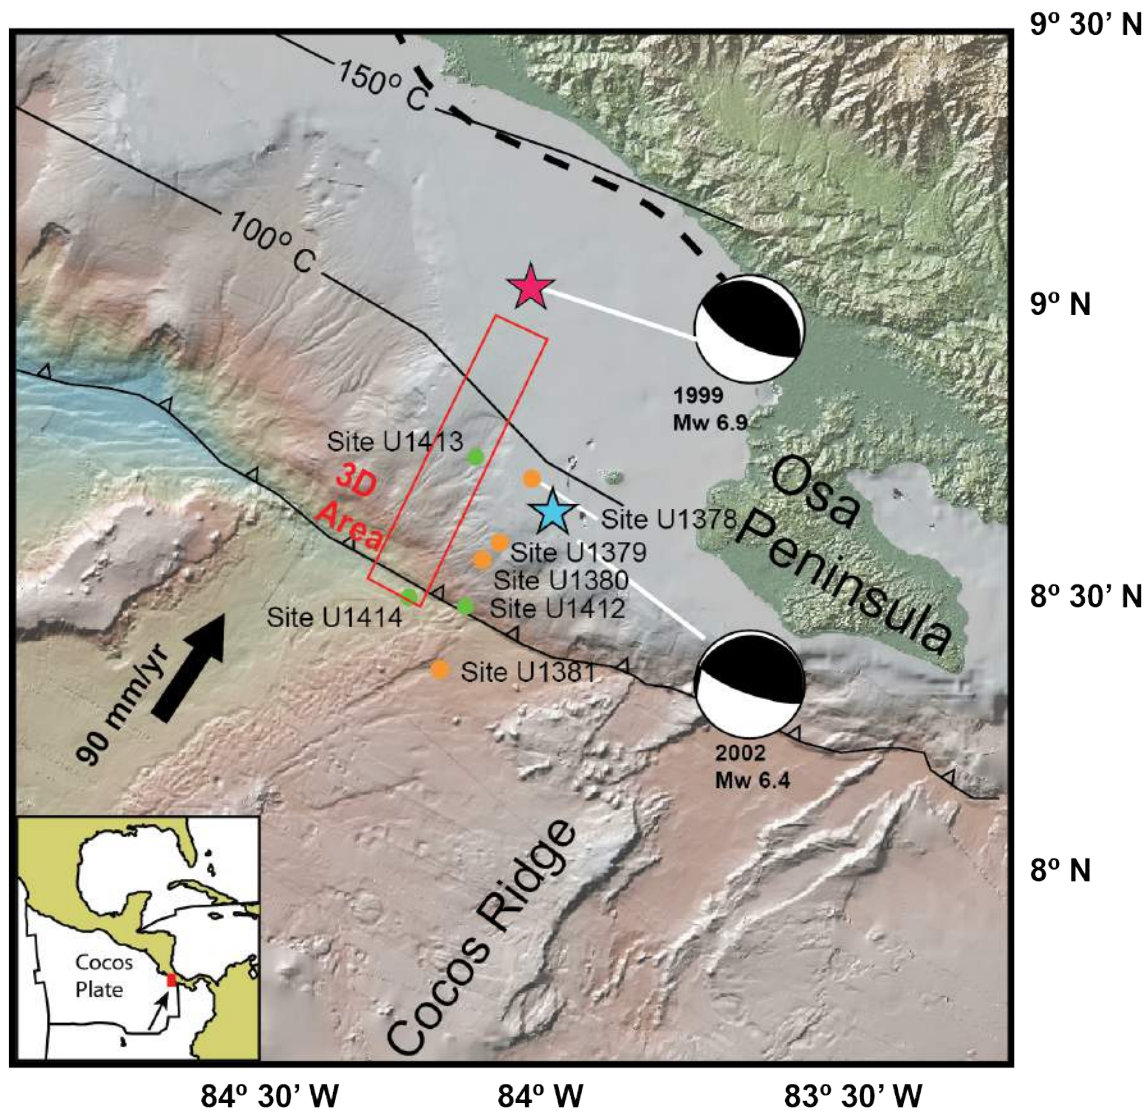 9º 30’ N
150º C
100º C
9º N
1999
Mw 6.9
Site U1413
3D
Area
Osa
Peninsula
Site U1378
Site U1379
Site U1380
8º 30’ N
Site U1412
Site U1414
Site U1381
90 mm/yr
2002
Mw 6.4
Cocos Ridge
8º N
Cocos
Plate
84º 30’ W
84º W
83º 30’ W